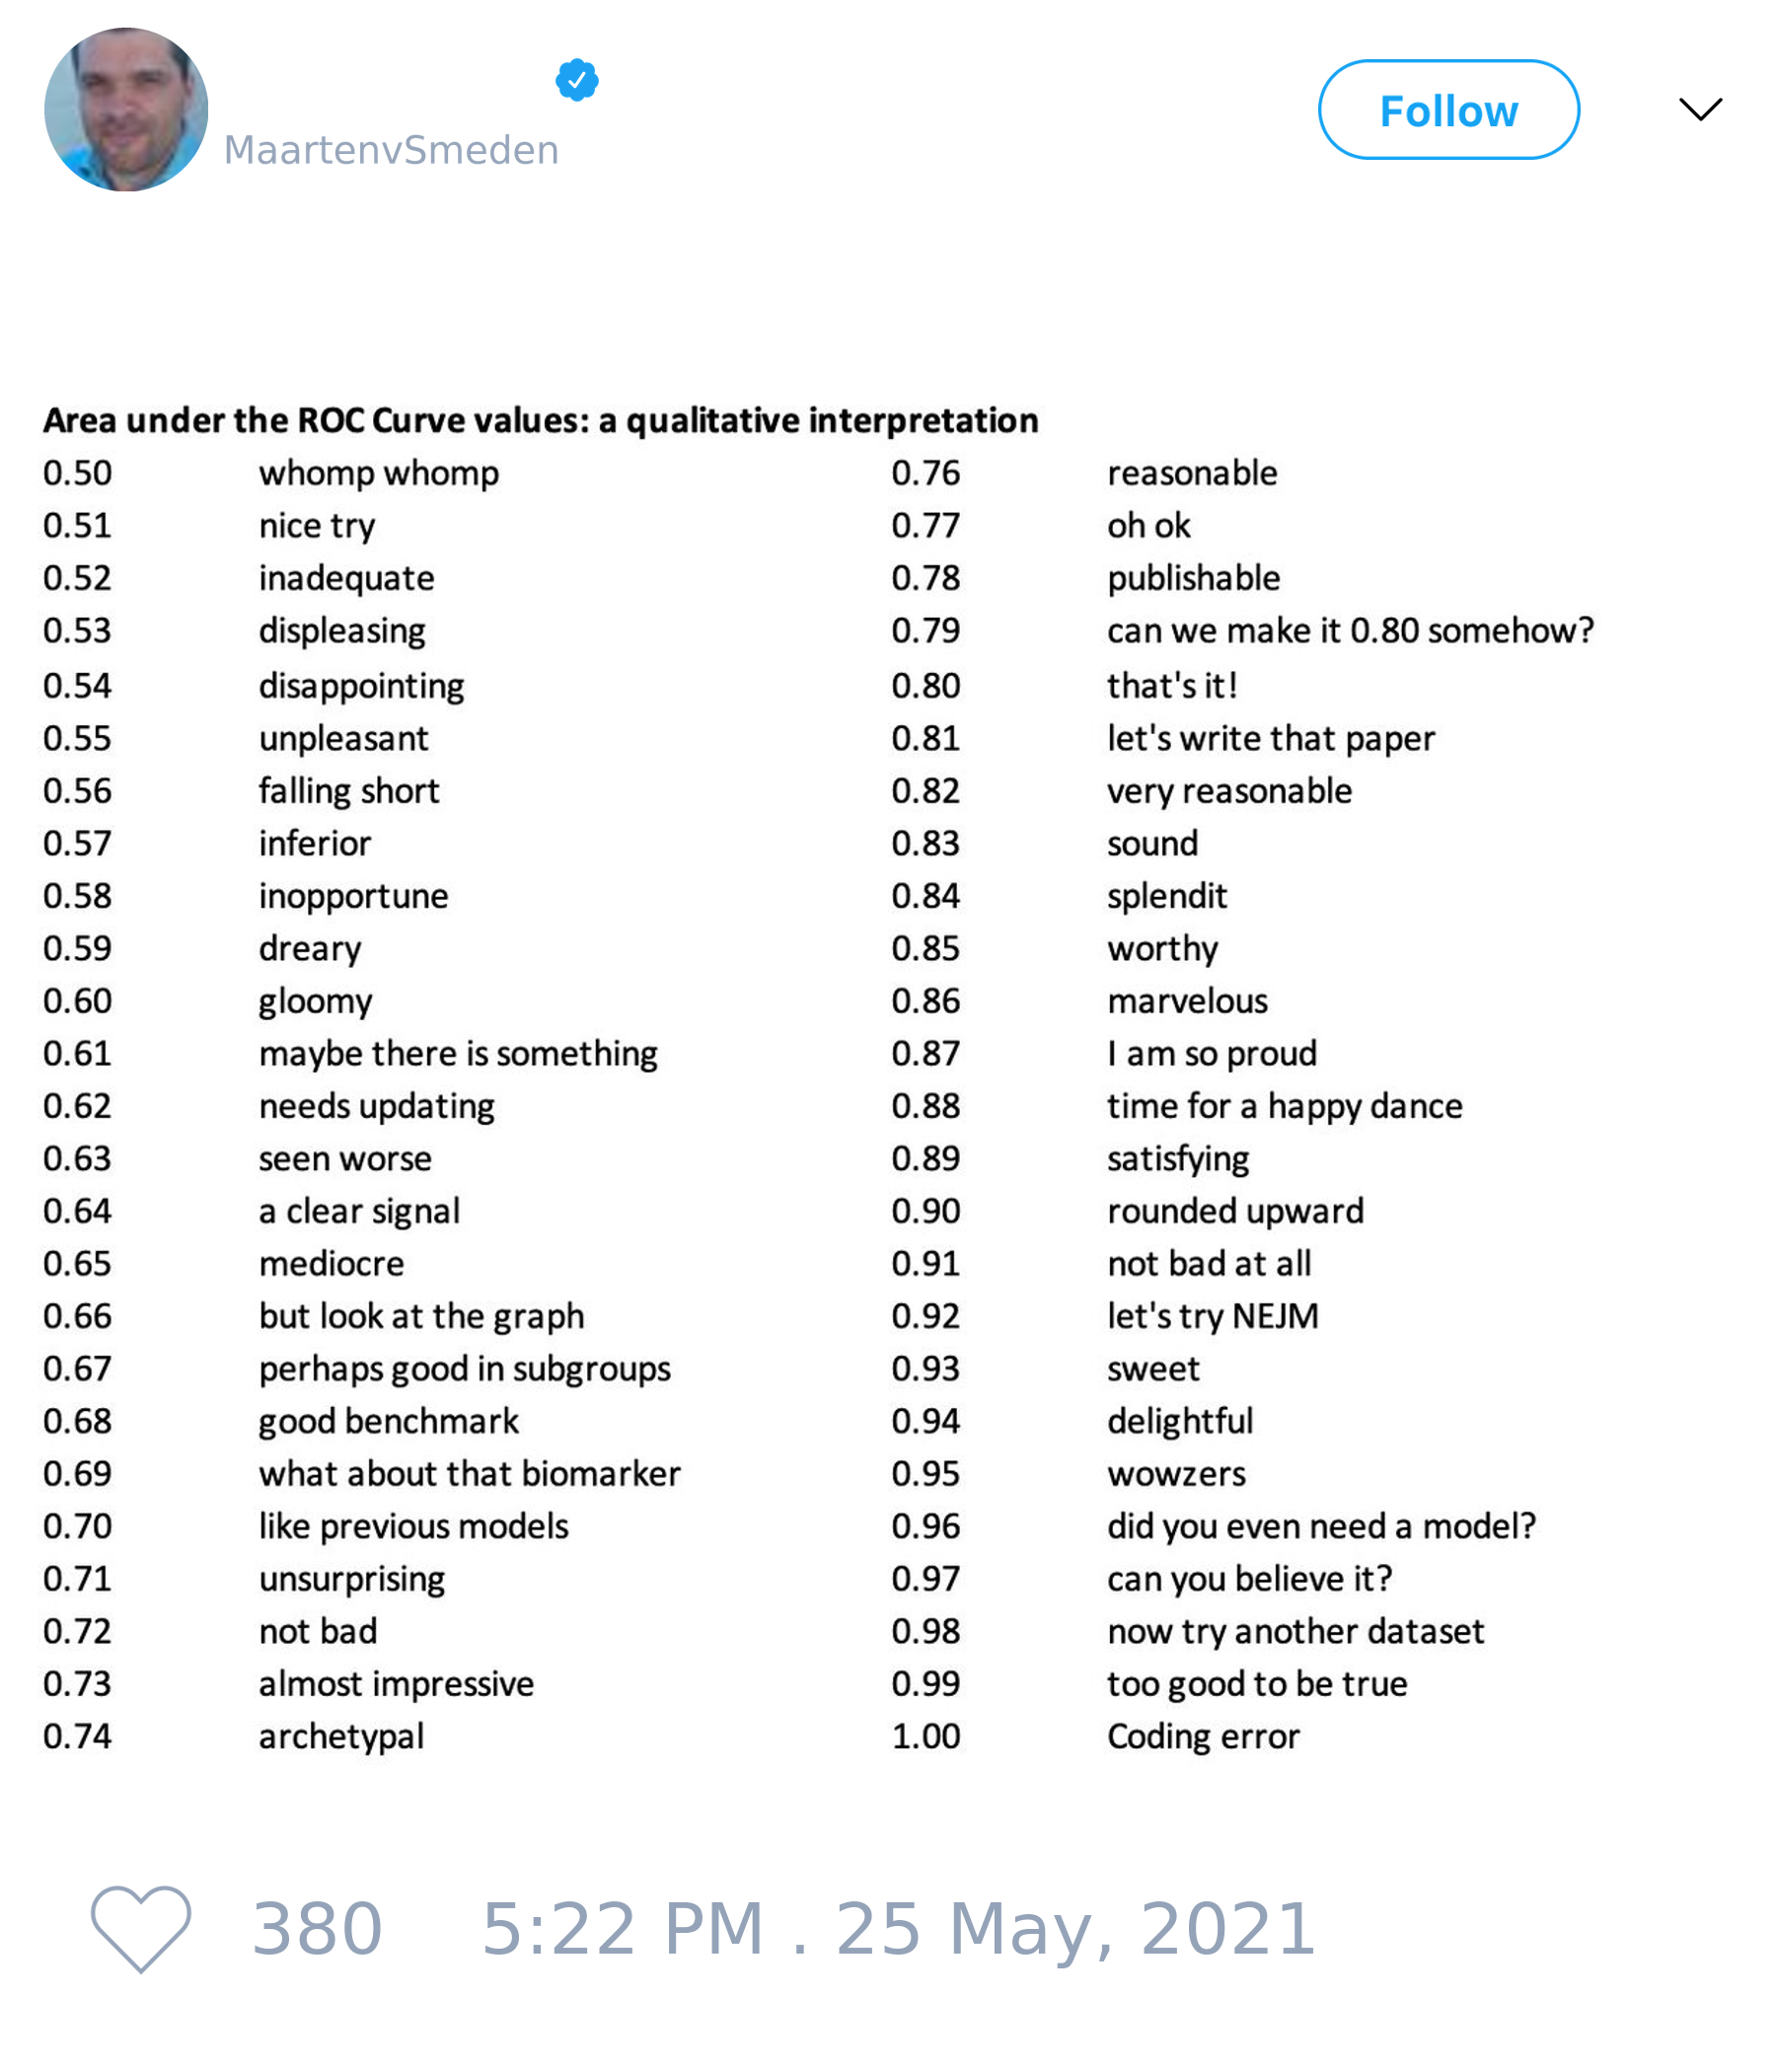 MaartenvSmeden
Follow
Area under the ROC Curve values: a qualitative interpretation
0.50 whomp whomp 0.76 reasonable
0.51 nice try 0.77 oh ok
0.52 inadequate 0.78 publishable
0.53 displeasing 0.79 can we make it 0.80 somehow?
0.54 disappointing 0.80 that's it!
0.55 unpleasant 0.81 let's write that paper
0.56 falling short 0.82 very reasonable
0.57 inferior 0.83 sound
0.58 inopportune 0.84 splendit
0.59 dreary 0.85 worthy
0.60 gloomy 0.86 marvelous
0.61 maybe there is something 0.87 I am so proud
0.62 needs updating 0.88 time for a happy dance
0.63 seen worse 0.89 satisfying
0.64 a clear signal 0.90 rounded upward
0.65 mediocre 0.91 not bad at all
0.66 but look at the graph 0.92 let's try NEJM
0.67 perhaps good in subgroups 0.93 sweet
0.68 good benchmark 0.94 delightful
0.69 what about that biomarker 0.95 wowzers
0.70 like previous models 0.96 did you even need a model?
0.71 unsurprising 0.97 can you believe it?
0.72 not bad 0.98 now try another dataset
0.73 almost impressive 0.99 too good to be true
0.74 archetypal 1.00 Coding error
380 5:22 PM . 25 May, 2021